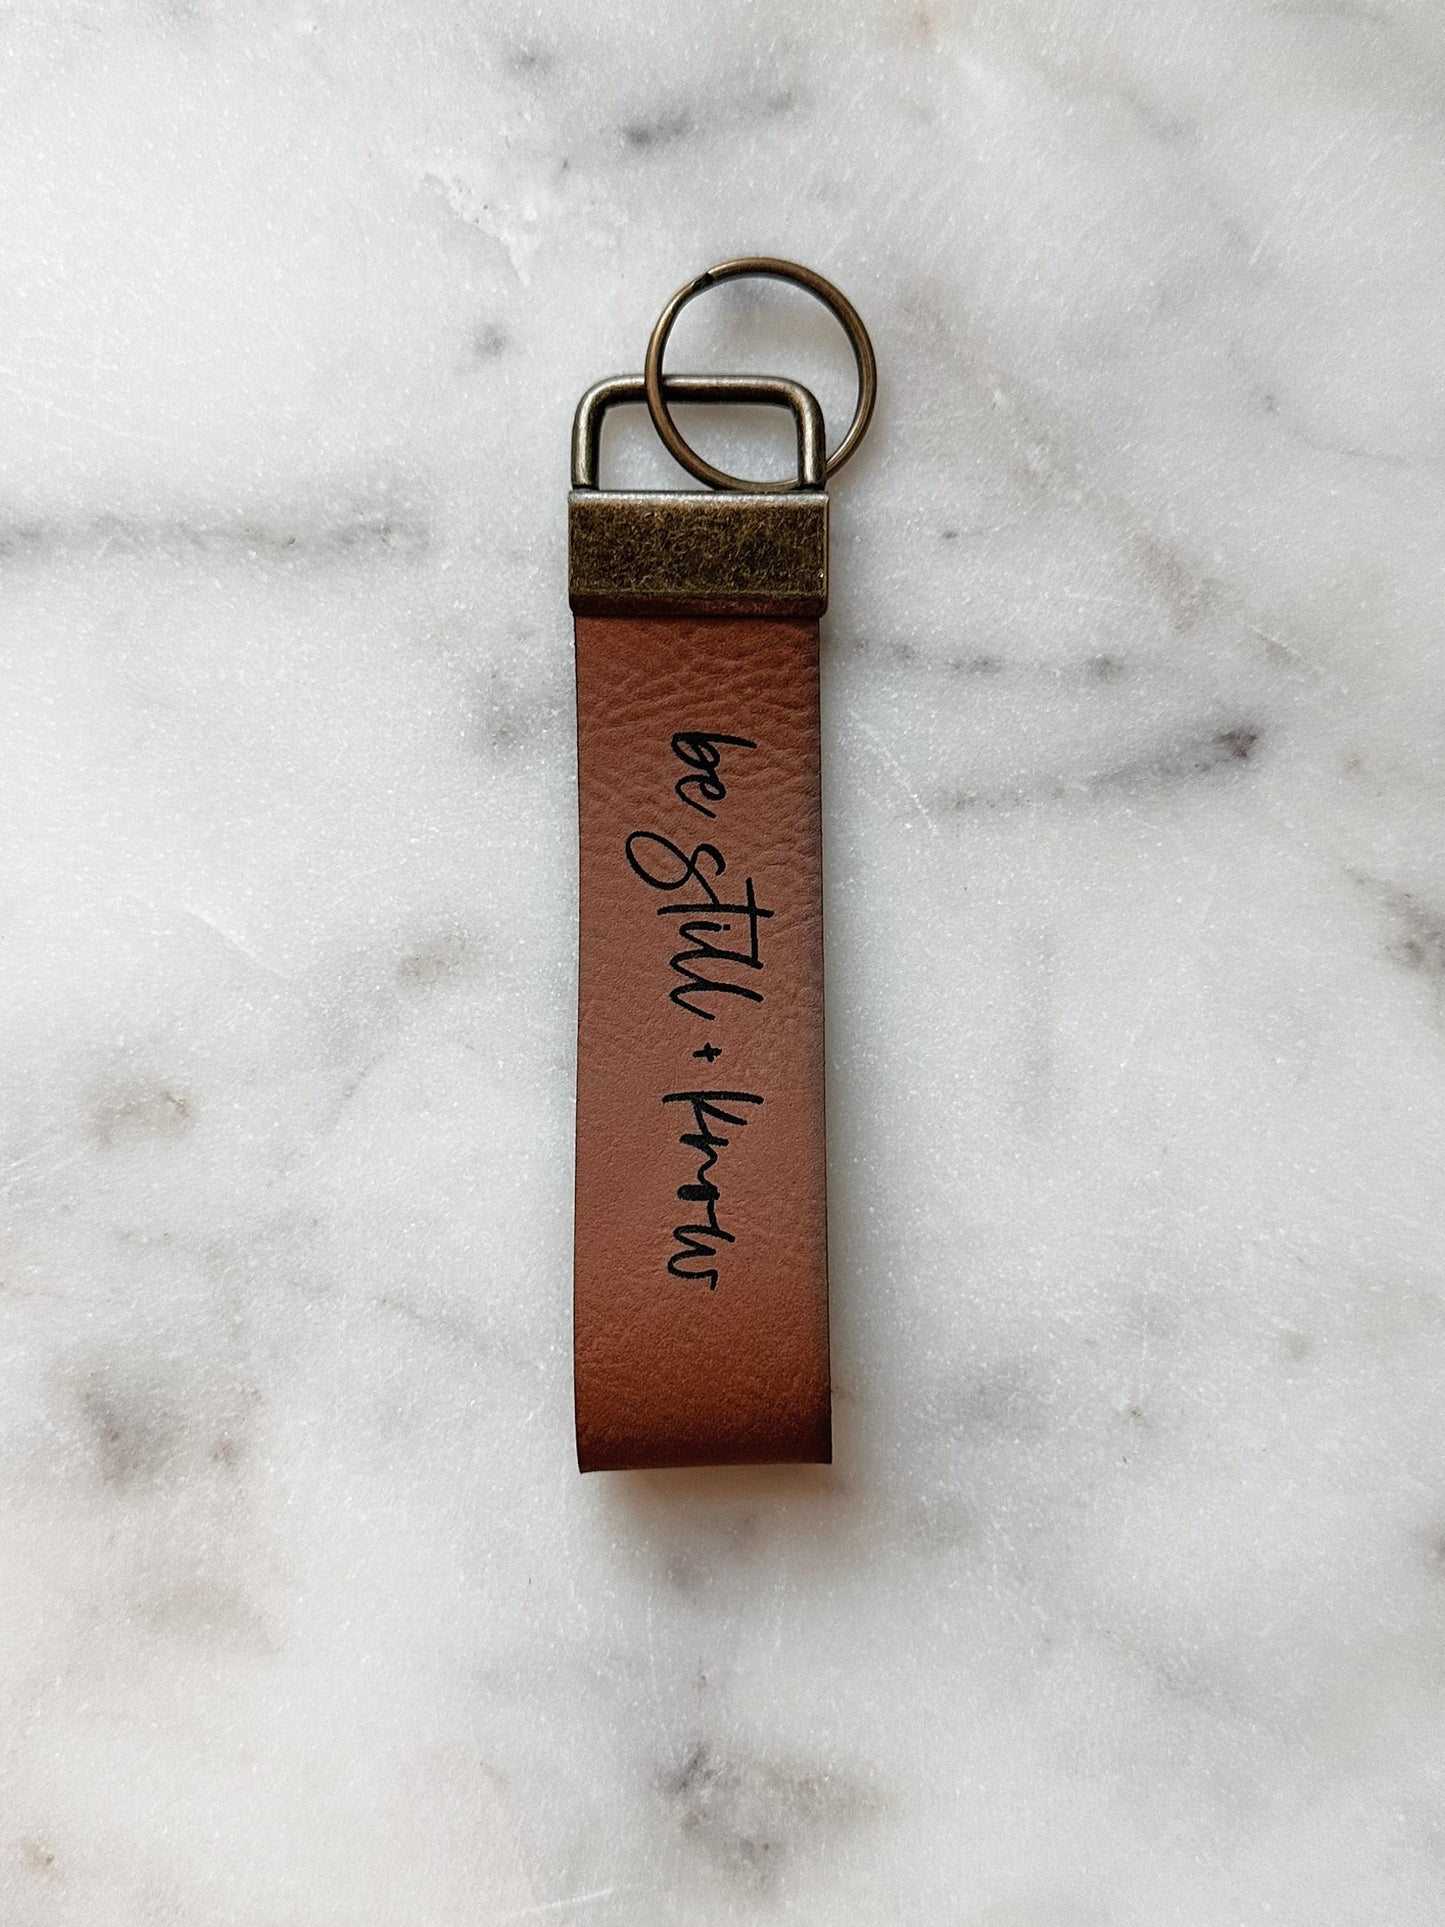 be still + know